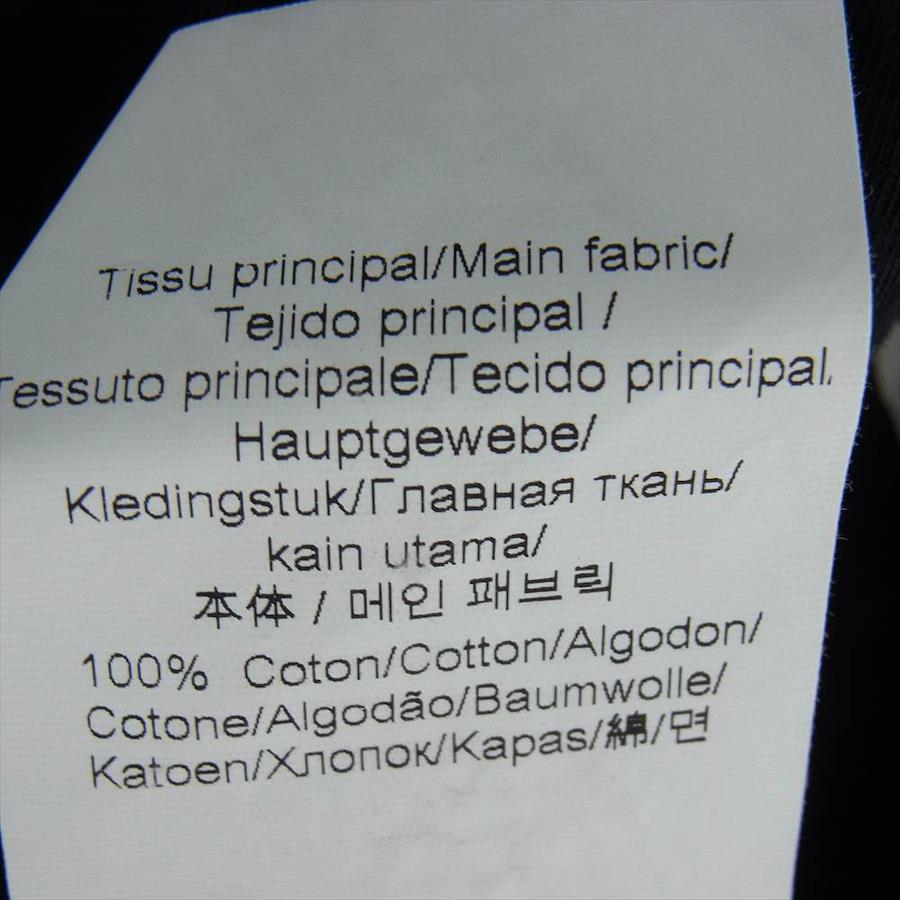 Tissu principal/Main fabric/
Tejido principal /
Tessuto principale/Tecido principal/
Hauptgewebe/
Kledingstuk/Главная ткань/
kain utama/
本体 / 메인 패브릭
100% Coton/Cotton/Algodon/
Cotone/Algodão/Baumwolle/
Katoen/Хлопок/Kapas/綿/면